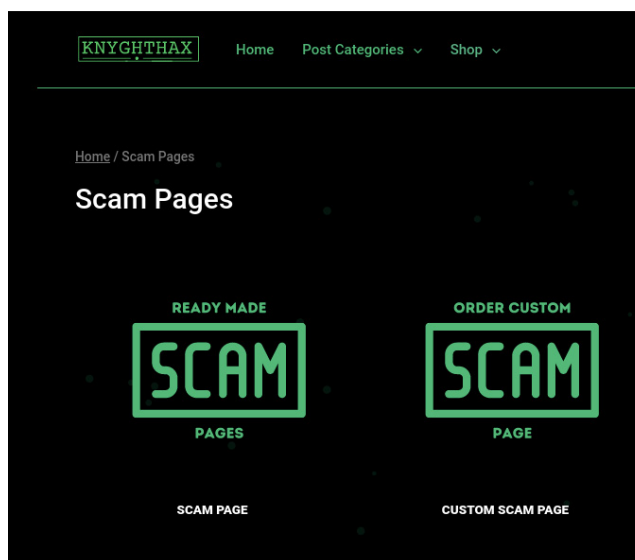 KNYGHTHAX Home Post Categories Shop
Home / Scam Pages
Scam Pages
READY MADE
SCAM
PAGES
SCAM PAGE
ORDER CUSTOM
SCAM
PAGE
CUSTOM SCAM PAGE